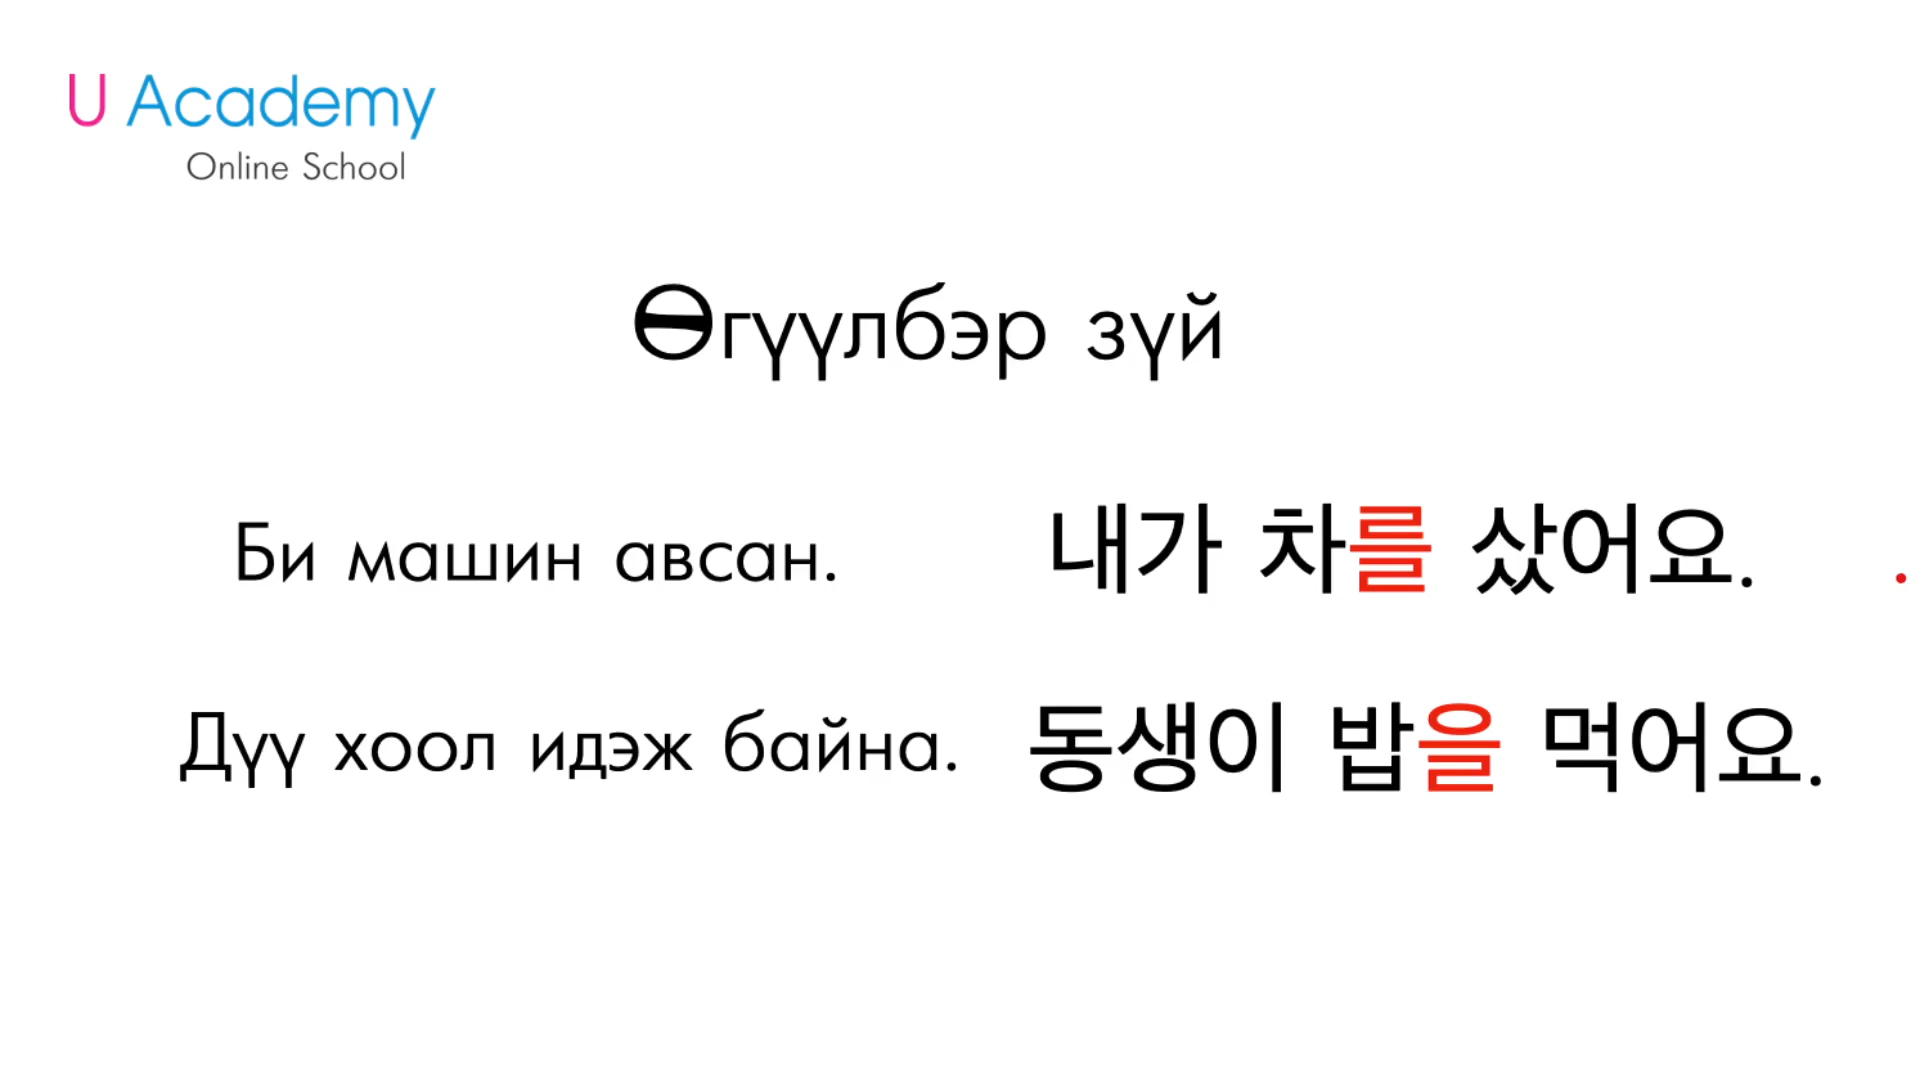 U Academy
Online School
Өгүүлбэр зүй
Би машин авсан. 내가 차를 샀어요.
Дүү хоол идэж байна. 동생이 밥을 먹어요.